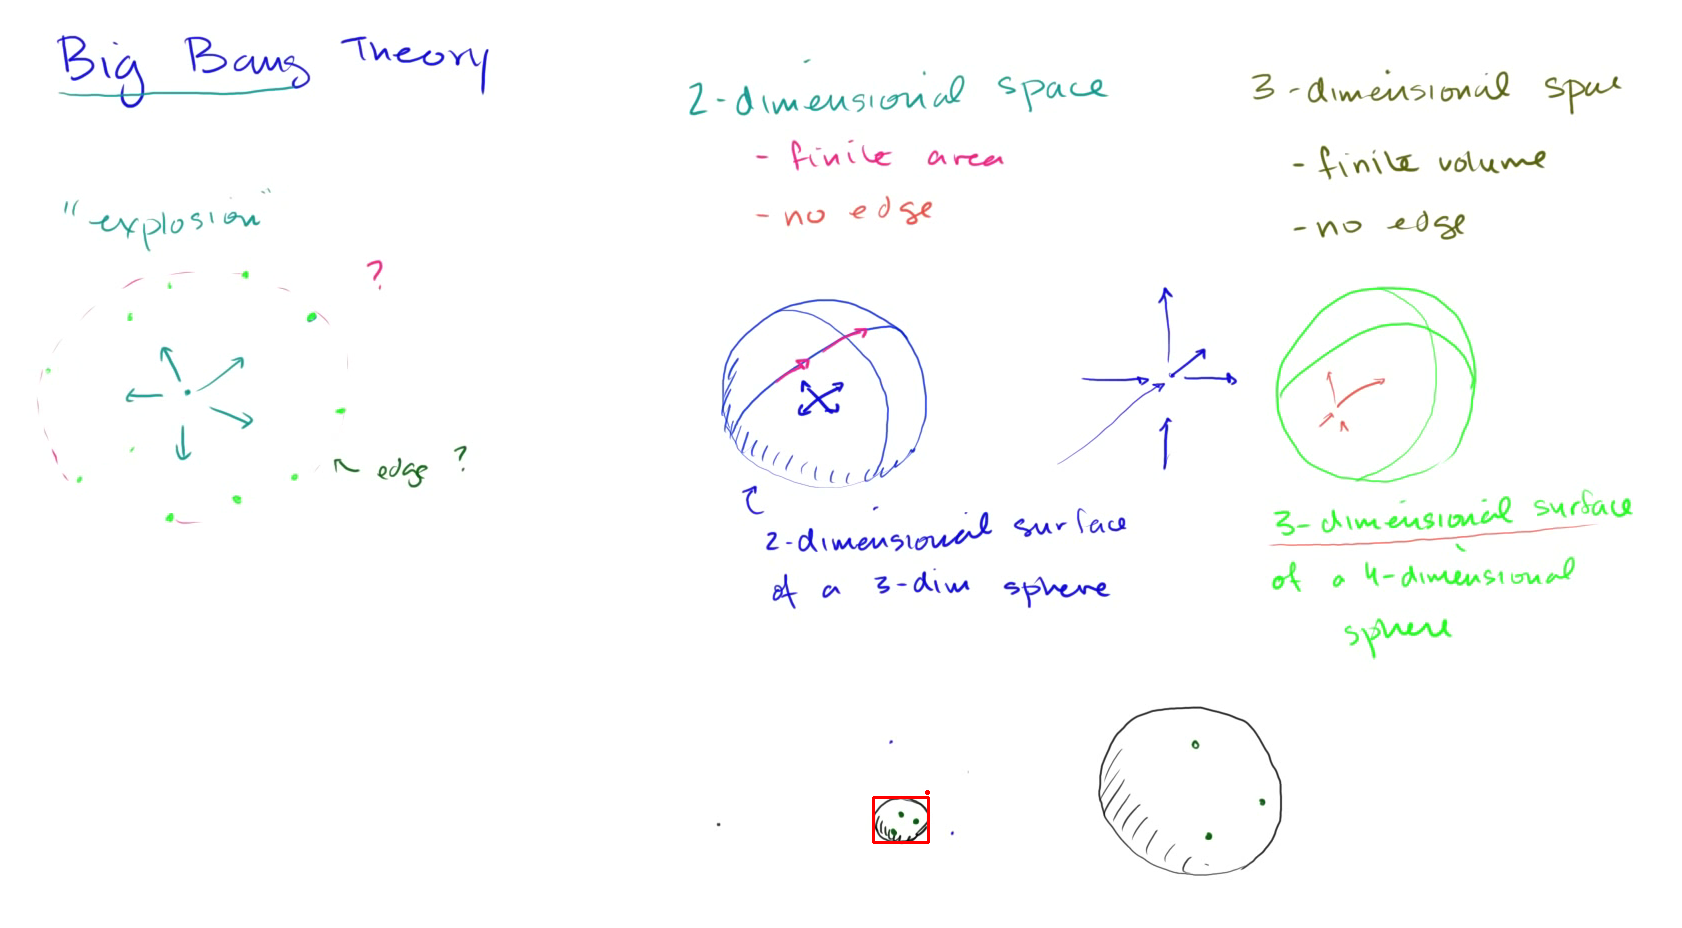 Big Bang Theory
"explosion"
?
edge ?
2-dimensional space
- finite area
- no edge
2-dimensional surface
of a 3-dim sphere
3-dimensional space
- finite volume
- no edge
3-dimensional surface
of a 4-dimensional
sphere